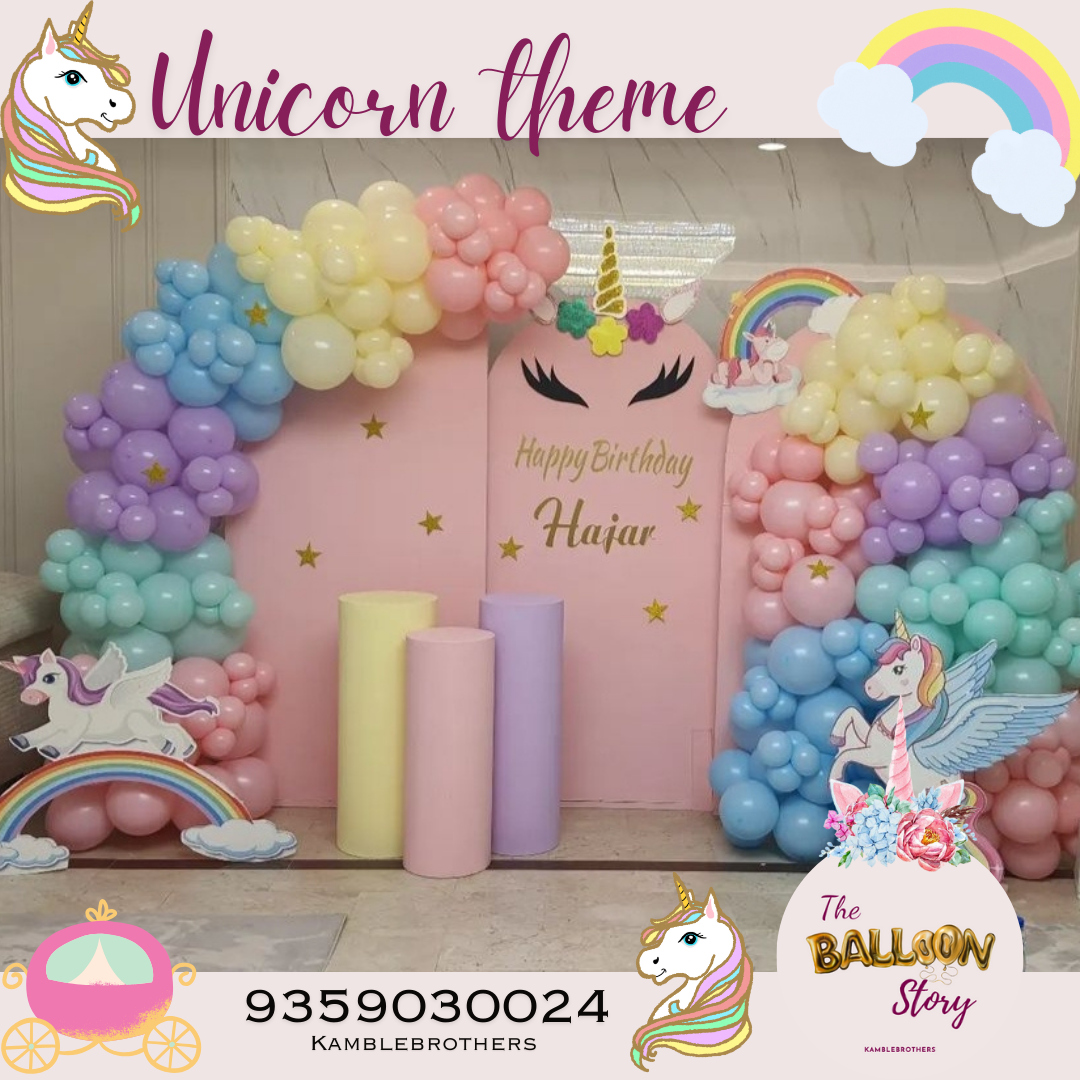 Unicorn theme
Happy Birthday
Hajar
The
BALLOON
Story
KAMBLEBROTHERS
9359030024
KAMBLEBROTHERS